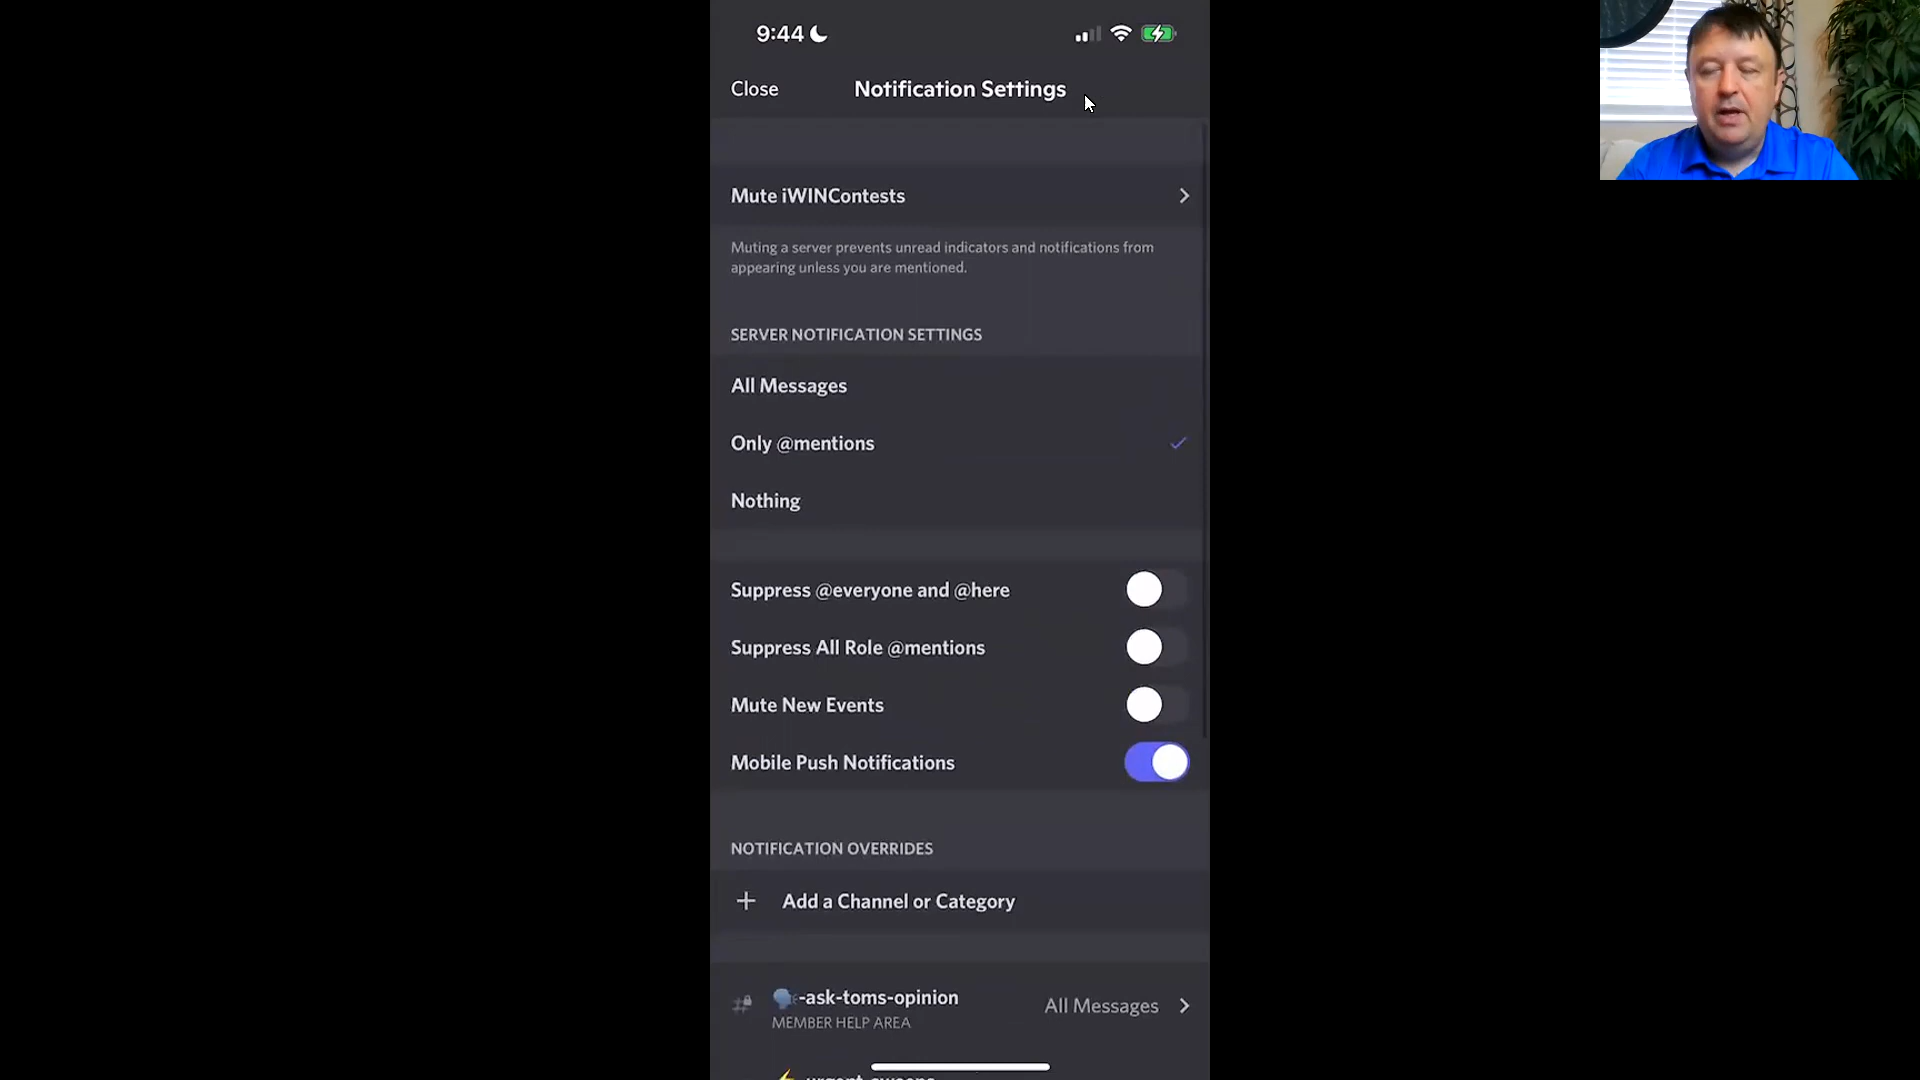 9:44
Close
Notification Settings
Mute iWINContests
Muting a server prevents unread indicators and notifications from
appearing unless you are mentioned.
SERVER NOTIFICATION SETTINGS
All Messages
Only @mentions
Nothing
Suppress @everyone and @here
Suppress All Role @mentions
Mute New Events
Mobile Push Notifications
NOTIFICATION OVERRIDES
Add a Channel or Category
-ask-toms-opinion
All Messages
MEMBER HELP AREA